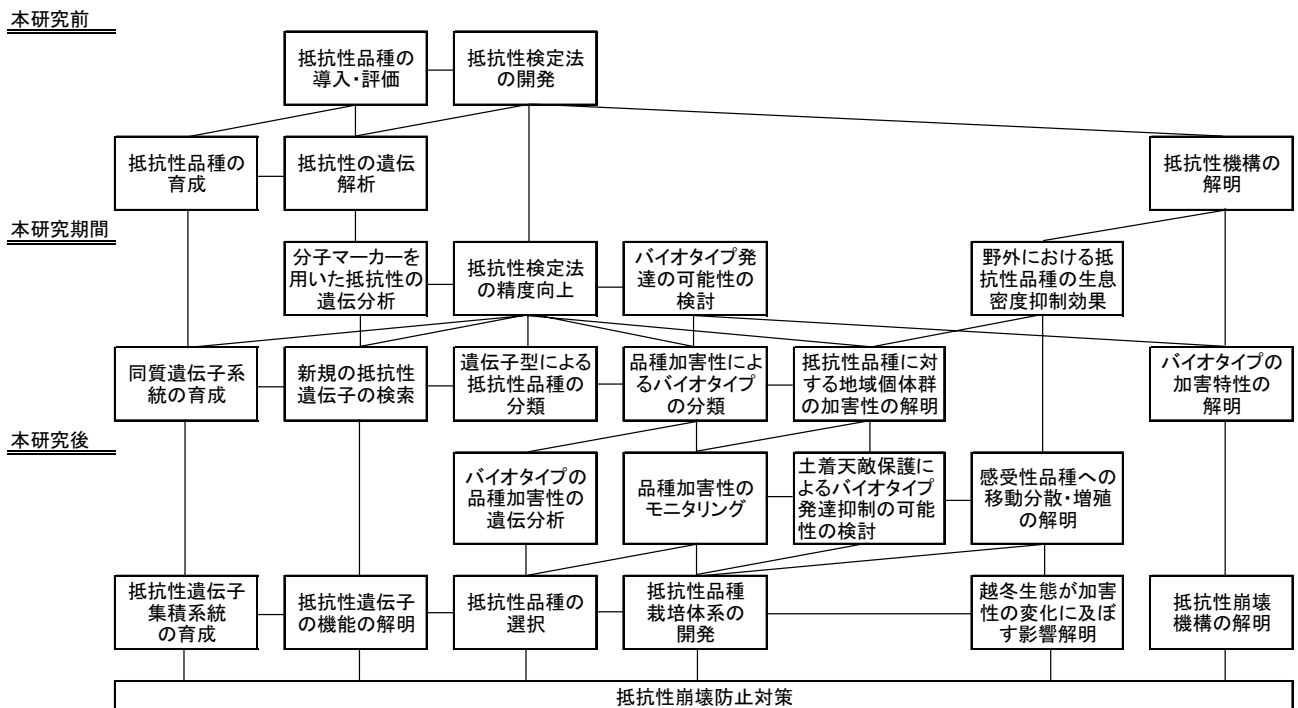 本研究前
抵抗性品種の
導入・評価
抵抗性検定法
の開発
抵抗性品種の
育成
抵抗性の遺伝
解析
抵抗性機構の
解明
本研究期間
分子マーカーを
用いた抵抗性の
遺伝分析
抵抗性検定法
の精度向上
バイオタイプ発
達の可能性の
検討
野外における抵
抗性品種の生息
密度抑制効果
同質遺伝子系
統の育成
新規の抵抗性
遺伝子の検索
遺伝子型による
抵抗性品種の
分類
品種加害性によ
るバイオタイプ
の分類
抵抗性品種に対
する地域個体群
の加害性の解明
バイオタイプの
加害特性の
解明
本研究後
バイオタイプの
品種加害性の
遺伝分析
品種加害性の
モニタリング
土着天敵保護に
よるバイオタイプ
発達抑制の可能
性の検討
感受性品種への
移動分散・増殖
の解明
抵抗性遺伝子
集積系統
の育成
抵抗性遺伝子
の機能の解明
抵抗性品種の
選択
抵抗性品種
栽培体系の
開発
越冬生態が加害
性の変化に及ぼ
す影響解明
抵抗性崩壊
機構の解明
抵抗性崩壊防止対策